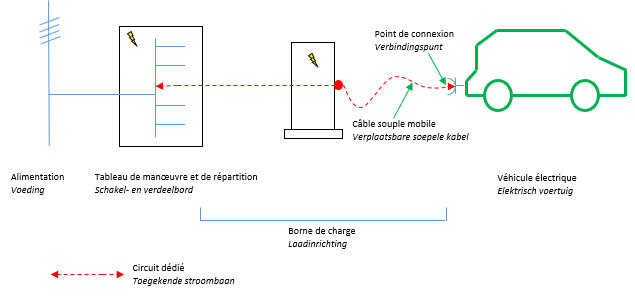 Point de connexion
Verbindingspunt
Câble souple mobile
Verplaatsbare soepele kabel
Alimentation
Voeding
Tableau de manœuvre et de répartition
Schakel- en verdeelbord
Véhicule électrique
Elektrisch voertuig
Borne de charge
Laadinrichting
Circuit dédié
Toegekende stroombaan